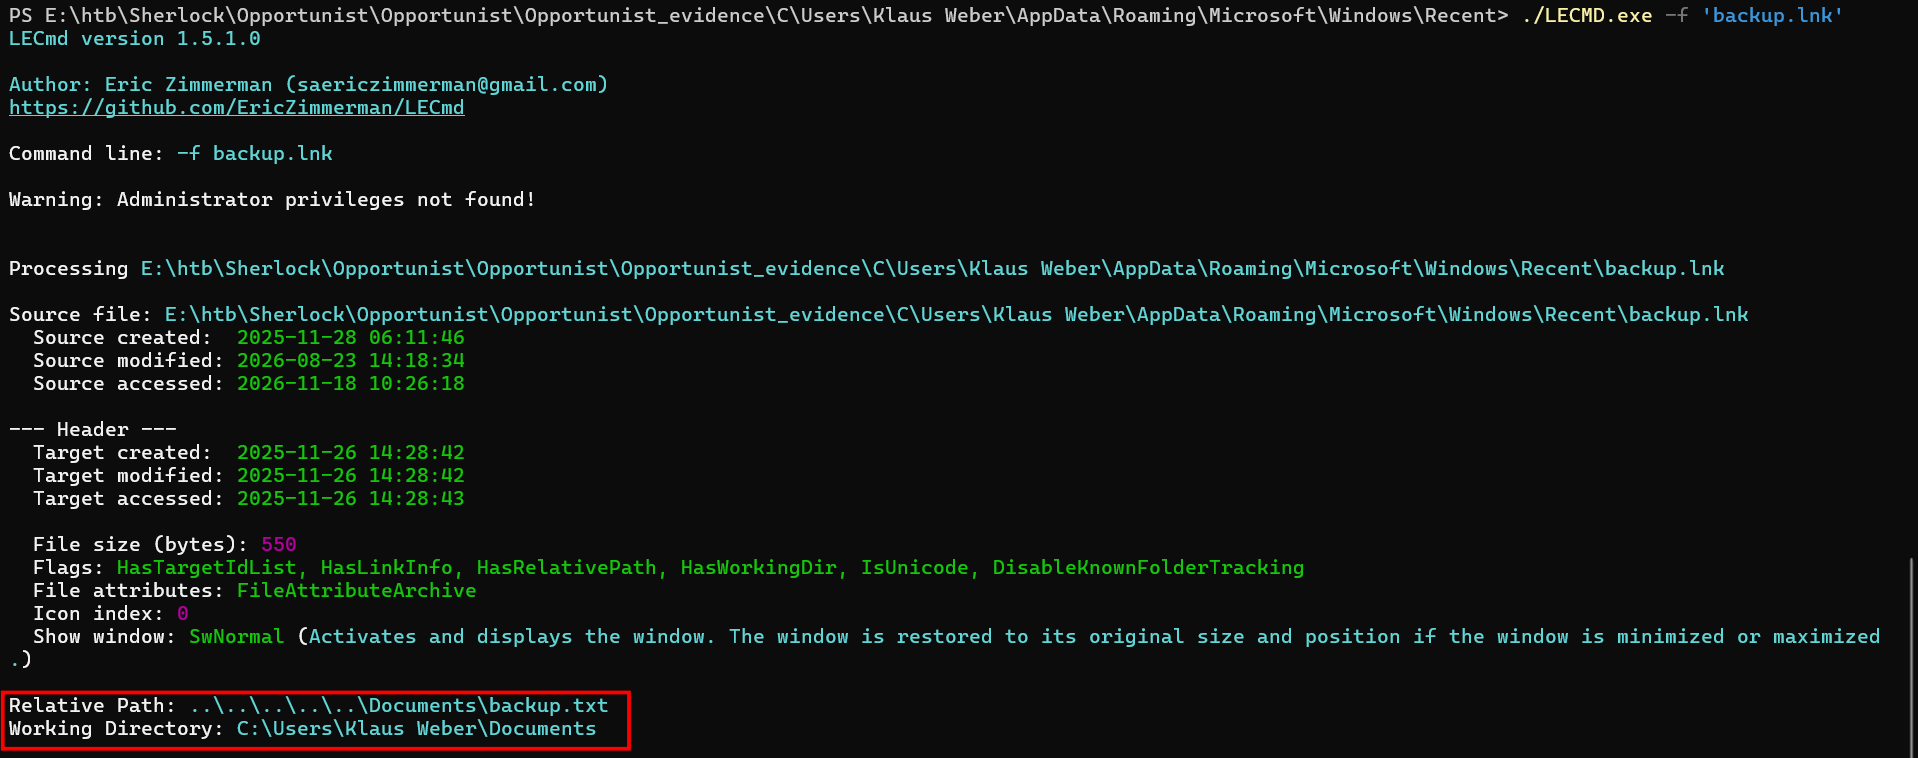 PS E:\htb\Sherlock\Opportunist\Opportunist\Opportunist_evidence\C\Users\Klaus Weber\AppData\Roaming\Microsoft\Windows\Recent> ./LECMD.exe -f 'backup.lnk'
LECmd version 1.5.1.0
Author: Eric Zimmerman (saericzimmerman@gmail.com)
https://github.com/EricZimmerman/LECmd
Command line: -f backup.lnk
Warning: Administrator privileges not found!
Processing E:\htb\Sherlock\Opportunist\Opportunist\Opportunist_evidence\C\Users\Klaus Weber\AppData\Roaming\Microsoft\Windows\Recent\backup.lnk
Source file: E:\htb\Sherlock\Opportunist\Opportunist\Opportunist_evidence\C\Users\Klaus Weber\AppData\Roaming\Microsoft\Windows\Recent\backup.lnk
Source created:  2025-11-28 06:11:46
Source modified: 2026-08-23 14:18:34
Source accessed: 2026-11-18 10:26:18
--- Header ---
Target created:  2025-11-26 14:28:42
Target modified: 2025-11-26 14:28:42
Target accessed: 2025-11-26 14:28:43
File size (bytes): 550
Flags: HasTargetIdList, HasLinkInfo, HasRelativePath, HasWorkingDir, IsUnicode, DisableKnownFolderTracking
File attributes: FileAttributeArchive
Icon index: 0
Show window: SwNormal (Activates and displays the window. The window is restored to its original size and position if the window is minimized or maximized
.)
Relative Path: ..\..\..\..\..\Documents\backup.txt
Working Directory: C:\Users\Klaus Weber\Documents